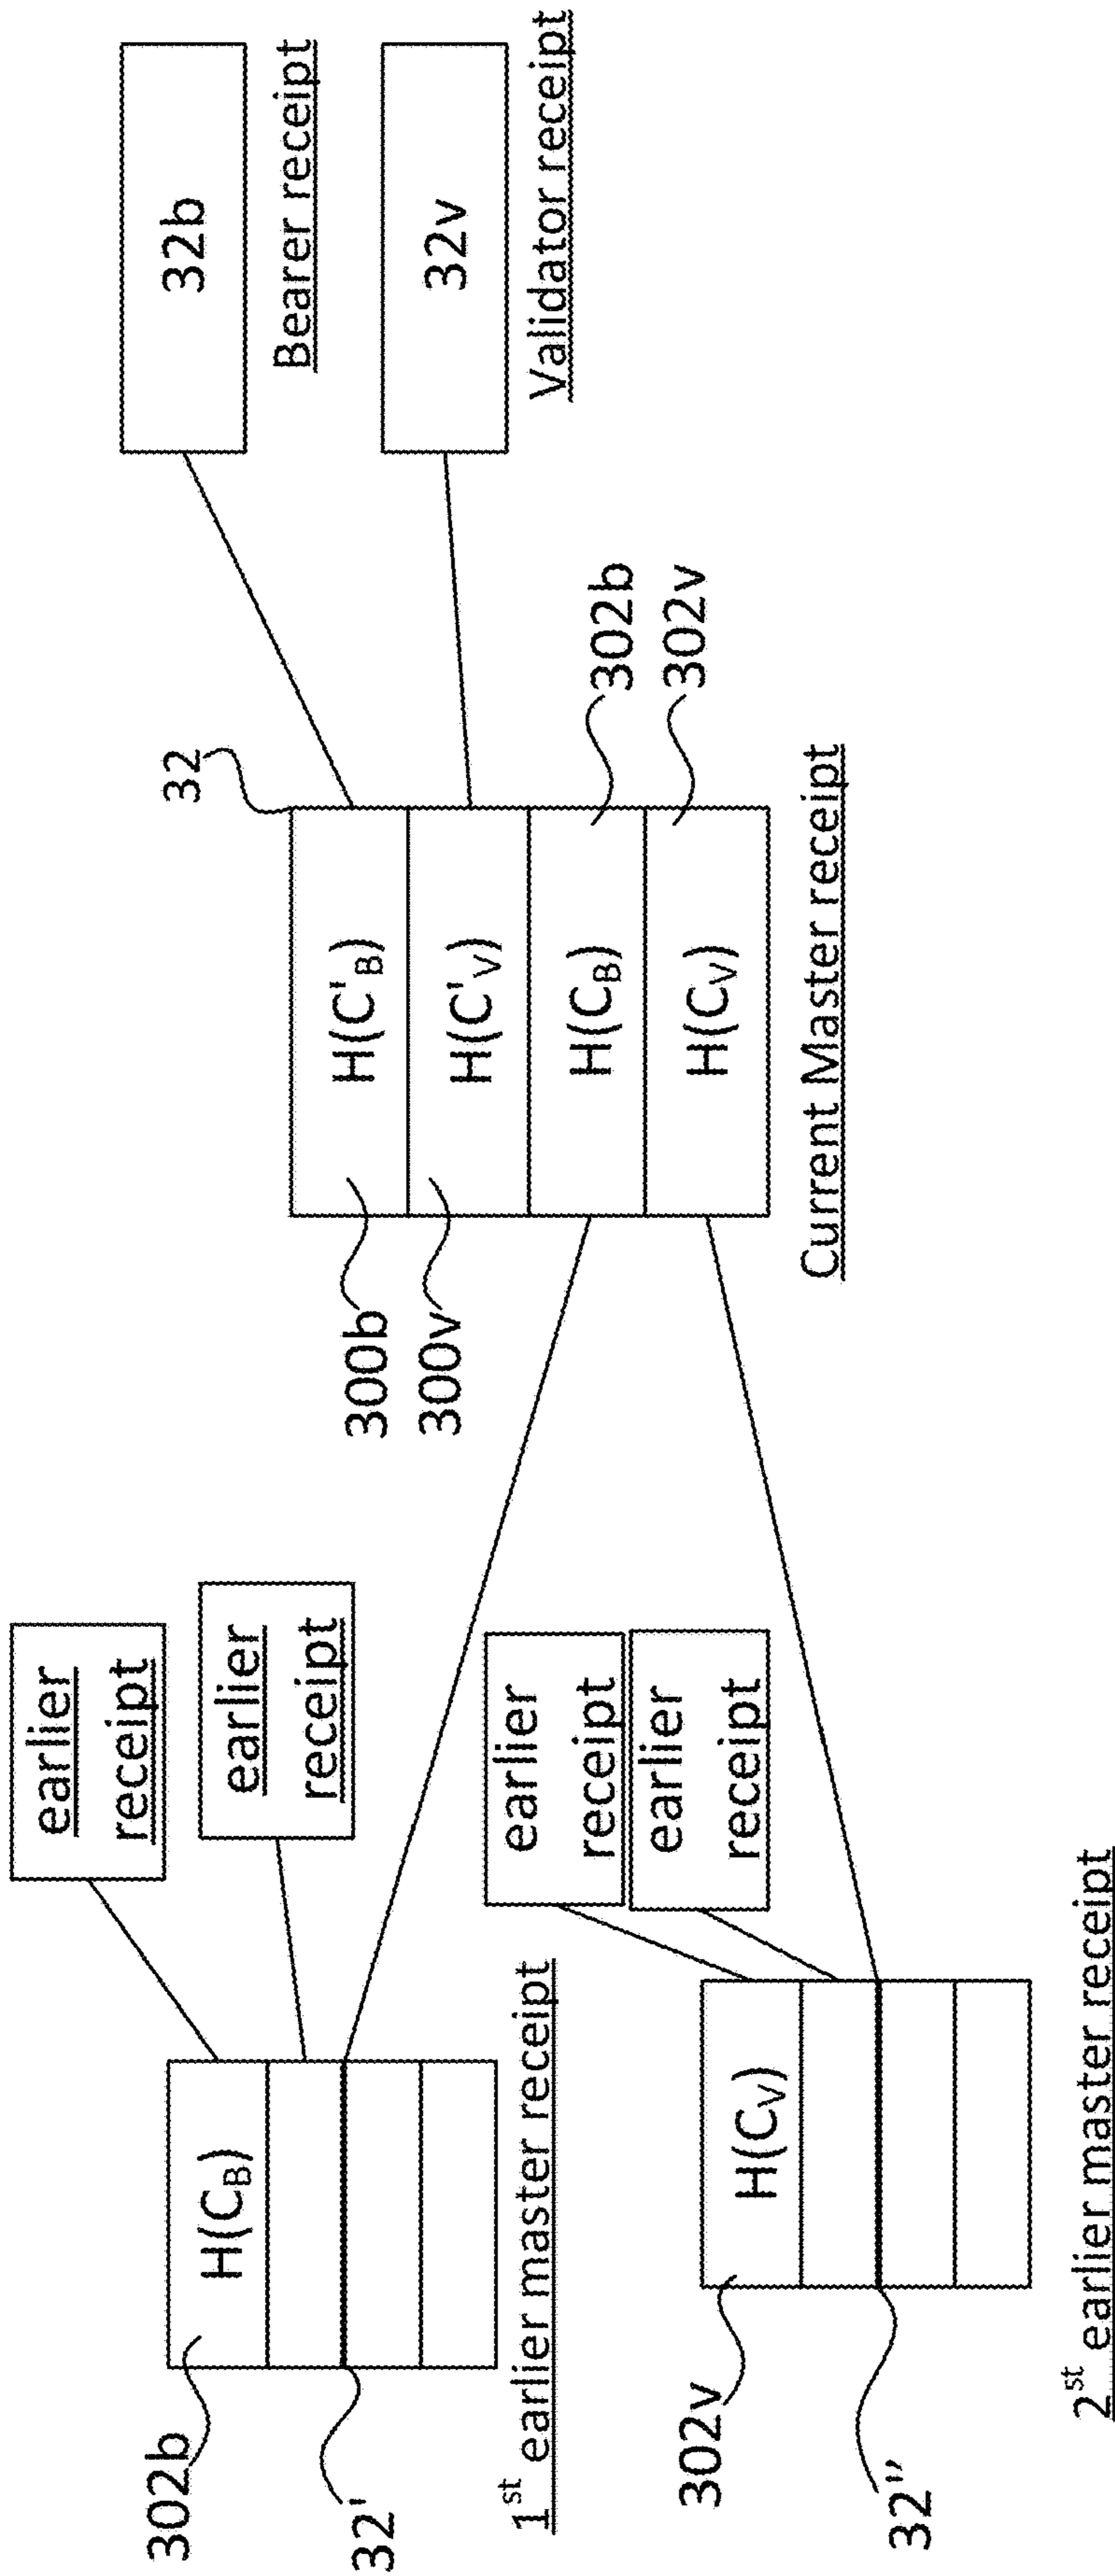 302b
H(CB)
32'
1st earlier master receipt
earlier
receipt
earlier
receipt
302v
H(CV)
32''
2st earlier master receipt
earlier
receipt
earlier
receipt
32
300b
H(C'B)
300v
H(C'V)
H(CB)
302b
H(CV)
302v
Current Master receipt
32b
Bearer receipt
32v
Validator receipt